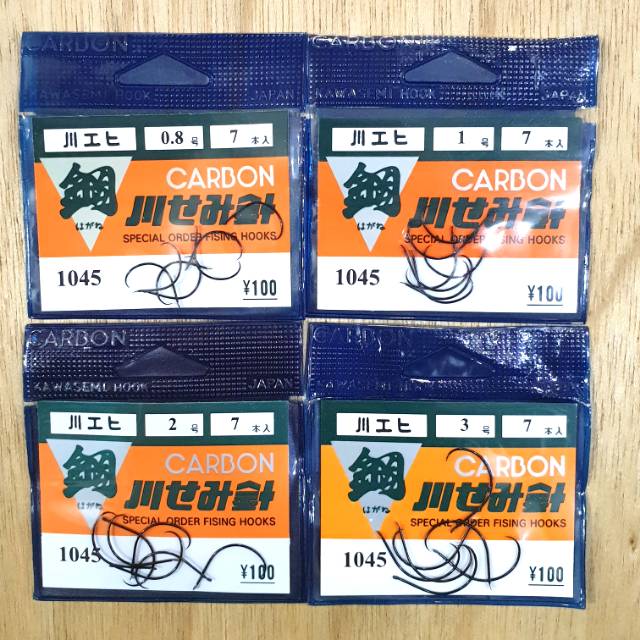 CARBON
KAWASEMI HOOK JAPAN
川エヒ 0.8号 7本入
鋼 CARBON
はがね 川せみ針
SPECIAL ORDER FISING HOOKS
1045
¥100
CARBON
KAWASEMI HOOK JAPAN
川エヒ 1号 7本入
鋼 CARBON
はがね 川せみ針
SPECIAL ORDER FISING HOOKS
1045
¥100
CARBON
KAWASEMI HOOK JAPAN
川エヒ 2号 7本入
鋼 CARBON
はがね 川せみ針
SPECIAL ORDER FISING HOOKS
1045
¥100
CARBON
KAWASEMI HOOK JAPAN
川エヒ 3号 7本入
鋼 CARBON
はがね 川せみ針
SPECIAL ORDER FISING HOOKS
1045
¥100